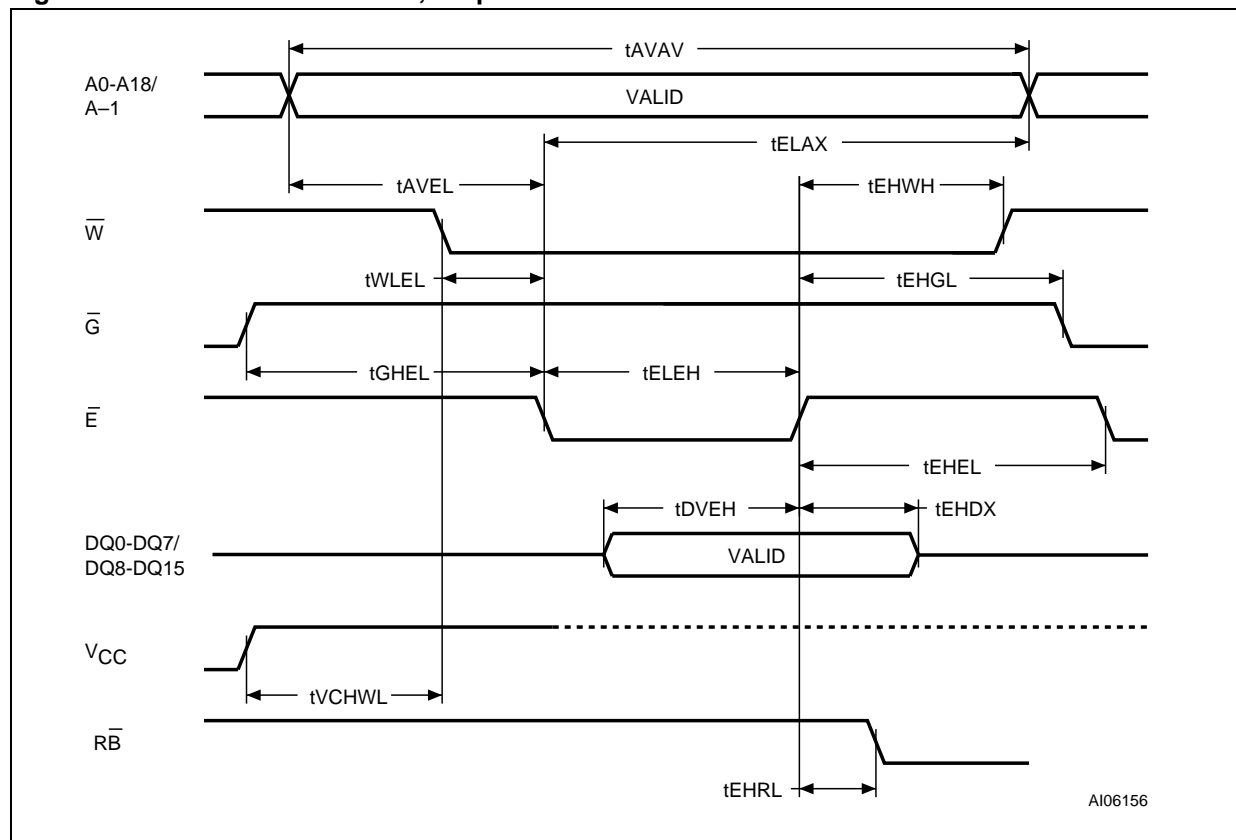 tAVAV
A0-A18/
A–1
VALID
tELAX
tAVEL
tEHWH
W̅
tWLEL
tEHGL
G̅
tGHEL
tELEH
E̅
tEHEL
tDVEH
tEHDX
DQ0-DQ7/
DQ8-DQ15
VALID
VCC
tVCHWL
RB̅
tEHRL
AI06156